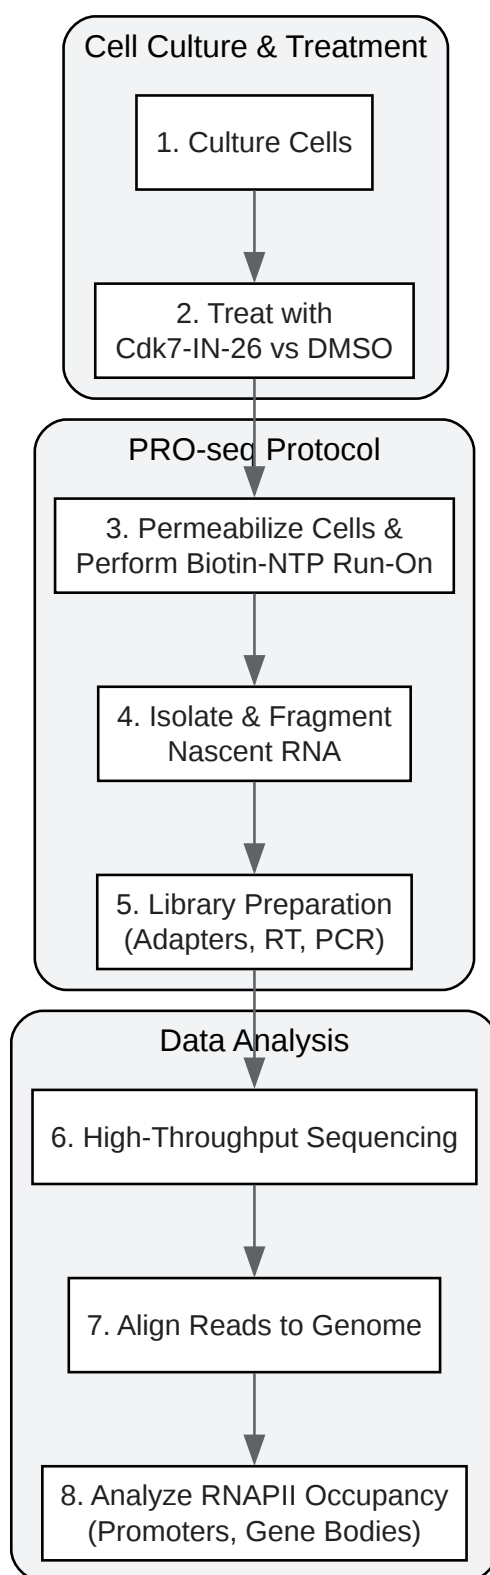 Cell Culture & Treatment
1. Culture Cells
2. Treat with
Cdk7-IN-26 vs DMSO
PRO-seq Protocol
3. Permeabilize Cells &
Perform Biotin-NTP Run-On
4. Isolate & Fragment
Nascent RNA
5. Library Preparation
(Adapters, RT, PCR)
Data Analysis
6. High-Throughput Sequencing
7. Align Reads to Genome
8. Analyze RNAPII Occupancy
(Promoters, Gene Bodies)